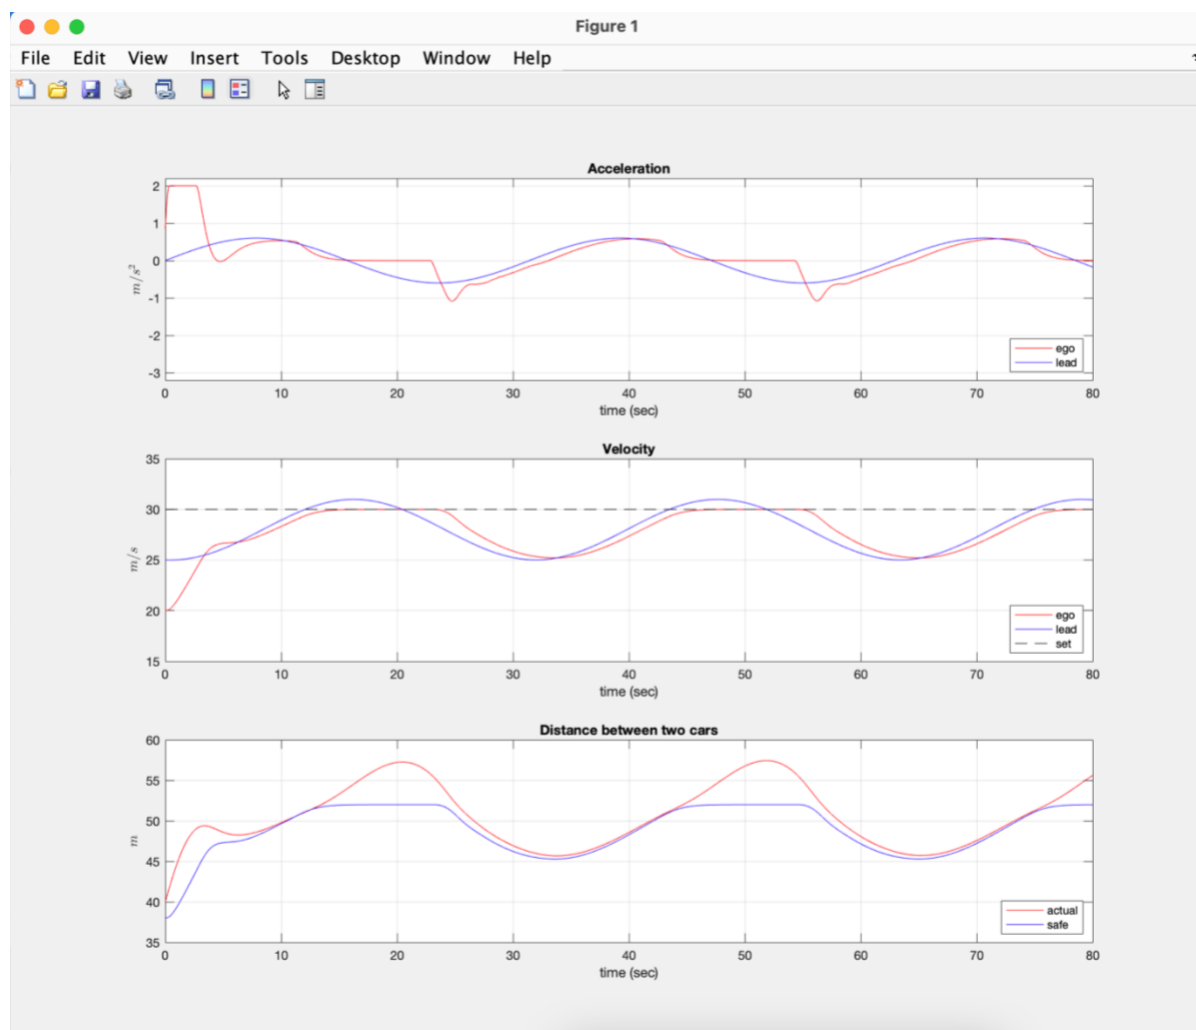 Figure 1
File Edit View Insert Tools Desktop Window Help
Acceleration
2
1
0
-1
-2
-3
m/s²
0 10 20 30 40 50 60 70 80
time (sec)
ego
lead
Velocity
35
30
25
20
15
m/s
0 10 20 30 40 50 60 70 80
time (sec)
ego
lead
set
Distance between two cars
60
55
50
45
40
35
m
0 10 20 30 40 50 60 70 80
time (sec)
actual
safe